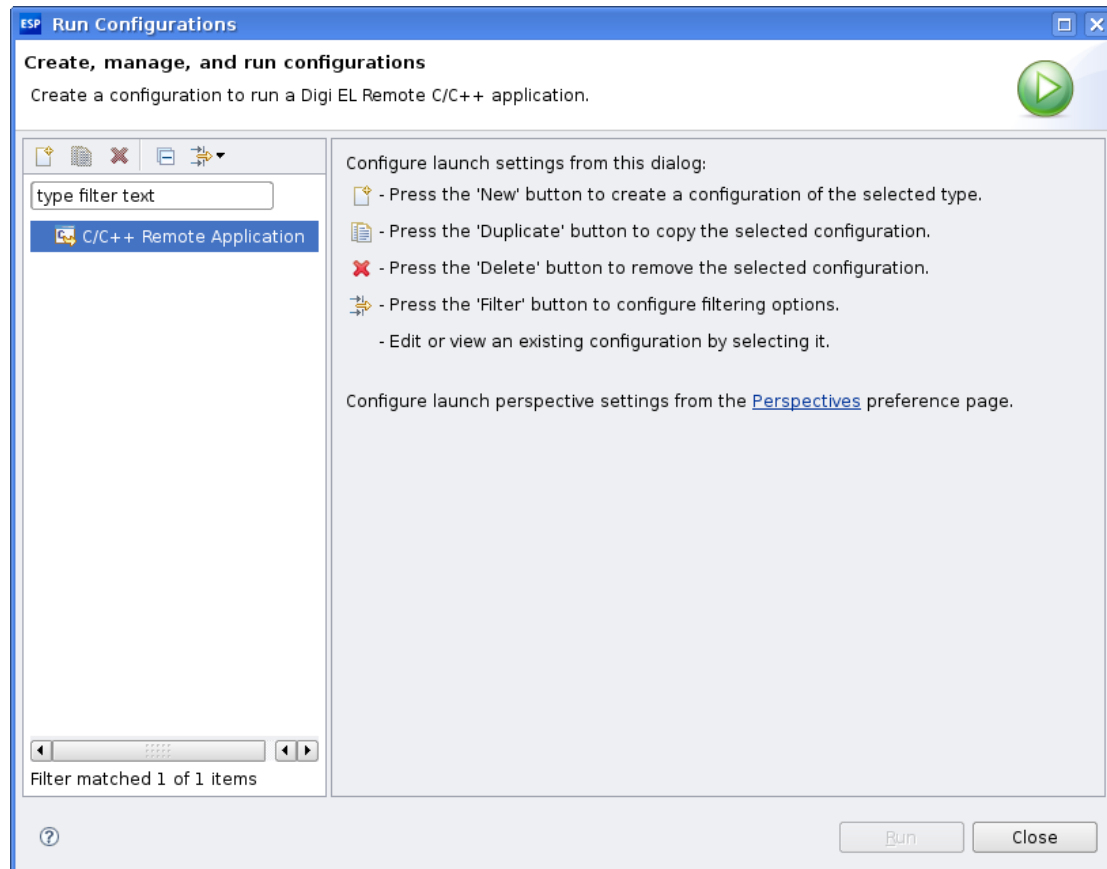 ESP Run Configurations
Create, manage, and run configurations
Create a configuration to run a Digi EL Remote C/C++ application.
type filter text
C/C++ Remote Application
Filter matched 1 of 1 items
Configure launch settings from this dialog:
- Press the 'New' button to create a configuration of the selected type.
- Press the 'Duplicate' button to copy the selected configuration.
- Press the 'Delete' button to remove the selected configuration.
- Press the 'Filter' button to configure filtering options.
- Edit or view an existing configuration by selecting it.
Configure launch perspective settings from the Perspectives preference page.
Run
Close